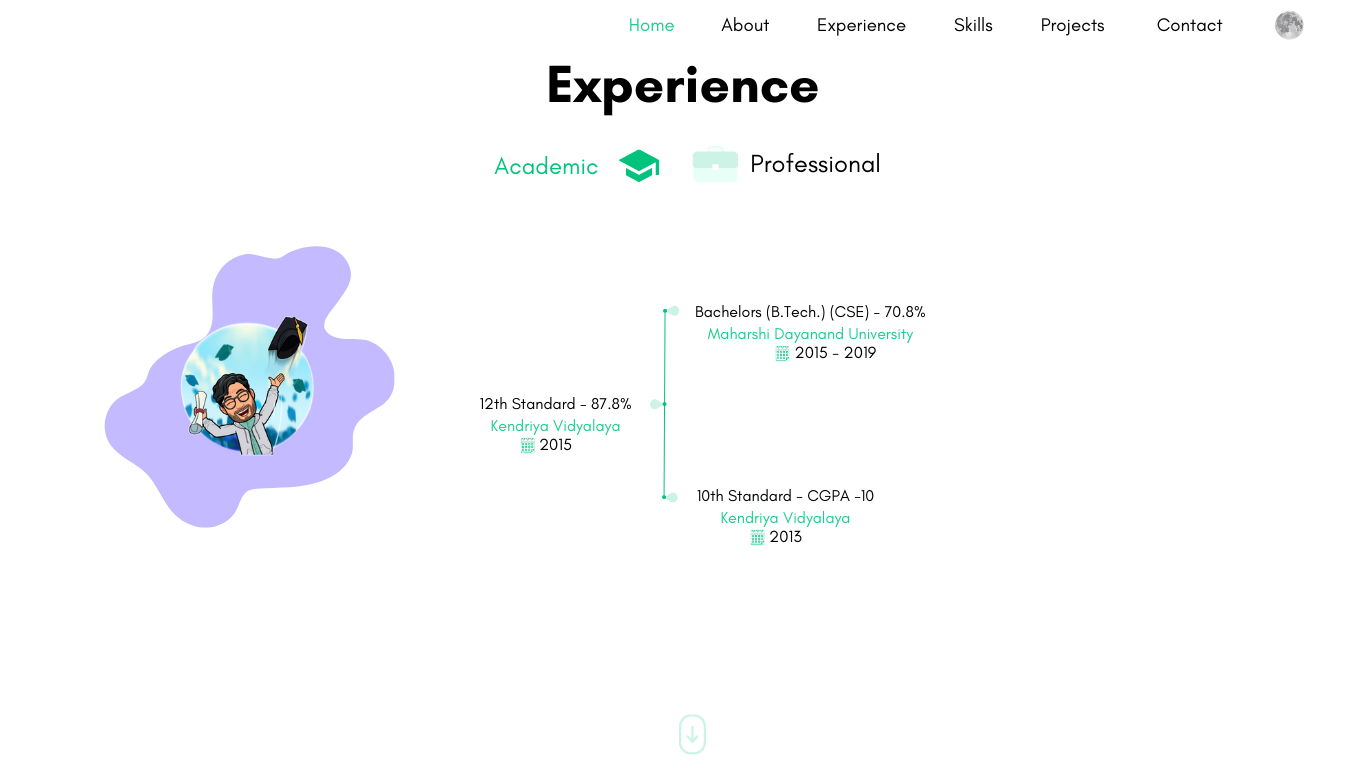 Home About Experience Skills Projects Contact
Experience
Academic Professional
Bachelors (B.Tech.) (CSE) - 70.8%
Maharshi Dayanand University
2015 - 2019
12th Standard - 87.8%
Kendriya Vidyalaya
2015
10th Standard - CGPA -10
Kendriya Vidyalaya
2013